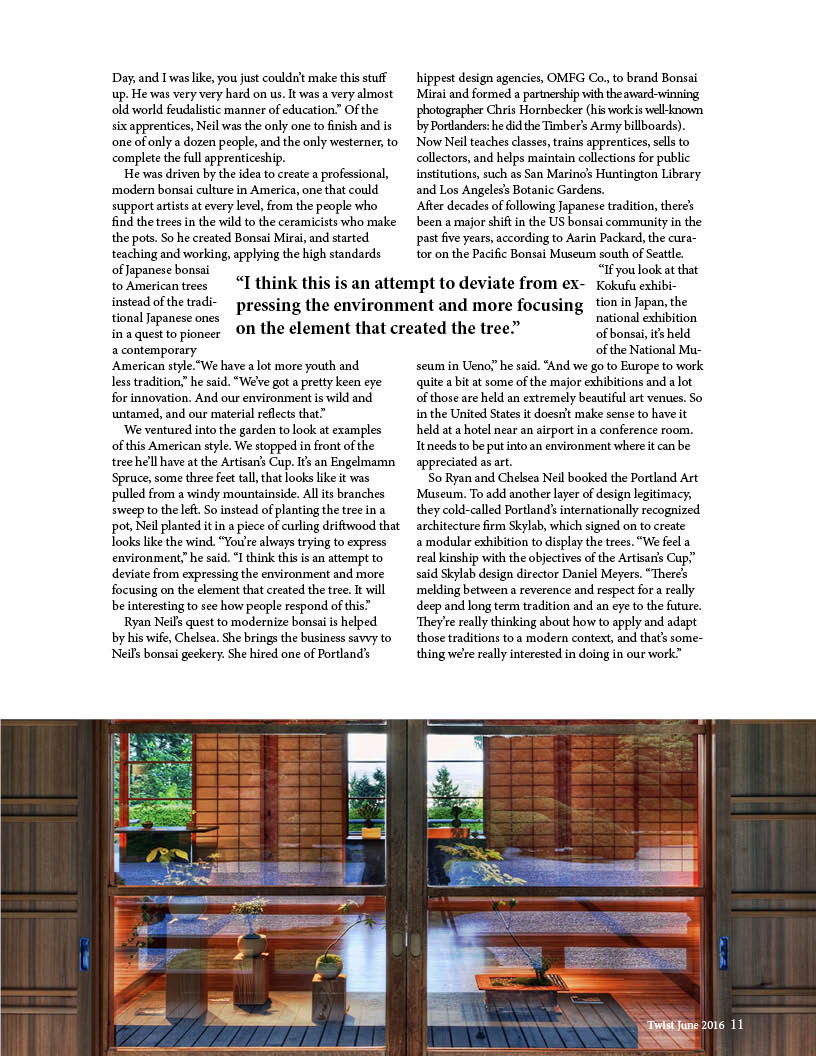 Day, and I was like, you just couldn't make this stuff
up. He was very very hard on us. It was a very almost
old world feudalistic manner of education." Of the
six apprentices, Neil was the only one to finish and is
one of only a dozen people, and the only westerner, to
complete the full apprenticeship.
He was driven by the idea to create a professional,
modern bonsai culture in America, one that could
support artists at every level, from the people who
find the trees in the wild to the ceramicists who make
the pots. So he created Bonsai Mirai, and started
teaching and working, applying the high standards
of Japanese bonsai
to American trees
instead of the tradi-
tional Japanese ones
in a quest to pioneer
a contemporary
American style.“We have a lot more youth and
less tradition,” he said. “We’ve got a pretty keen eye
for innovation. And our environment is wild and
untamed, and our material reflects that.”
We ventured into the garden to look at examples
of this American style. We stopped in front of the
tree he’ll have at the Artisan’s Cup. It’s an Engelmamn
Spruce, some three feet tall, that looks like it was
pulled from a windy mountainside. All its branches
sweep to the left. So instead of planting the tree in a
pot, Neil planted it in a piece of curling driftwood that
looks like the wind. “You’re always trying to express
environment,” he said. “I think this is an attempt to
deviate from expressing the environment and more
focusing on the element that created the tree. It will
be interesting to see how people respond of this.”
Ryan Neil’s quest to modernize bonsai is helped
by his wife, Chelsea. She brings the business savvy to
Neil’s bonsai geekery. She hired one of Portland’s
“I think this is an attempt to deviate from ex-
pressing the environment and more focusing
on the element that created the tree.”
hippest design agencies, OMFG Co., to brand Bonsai
Mirai and formed a partnership with the award-winning
photographer Chris Hornbecker (his work is well-known
by Portlanders: he did the Timber’s Army billboards).
Now Neil teaches classes, trains apprentices, sells to
collectors, and helps maintain collections for public
institutions, such as San Marino’s Huntington Library
and Los Angeles’s Botanic Gardens.
After decades of following Japanese tradition, there’s
been a major shift in the US bonsai community in the
past five years, according to Aarin Packard, the cura-
tor on the Pacific Bonsai Museum south of Seattle.
“If you look at that
Kokufu exhibi-
tion in Japan, the
national exhibition
of bonsai, it’s held
of the National Mu-
seum in Ueno,” he said. “And we go to Europe to work
quite a bit at some of the major exhibitions and a lot
of those are held an extremely beautiful art venues. So
in the United States it doesn’t make sense to have it
held at a hotel near an airport in a conference room.
It needs to be put into an environment where it can be
appreciated as art.
So Ryan and Chelsea Neil booked the Portland Art
Museum. To add another layer of design legitimacy,
they cold-called Portland’s internationally recognized
architecture firm Skylab, which signed on to create
a modular exhibition to display the trees. “We feel a
real kinship with the objectives of the Artisan’s Cup,”
said Skylab design director Daniel Meyers. “There’s
melding between a reverence and respect for a really
deep and long term tradition and an eye to the future.
They’re really thinking about how to apply and adapt
those traditions to a modern context, and that’s some-
thing we’re really interested in doing in our work.”
Twist June 2016 11